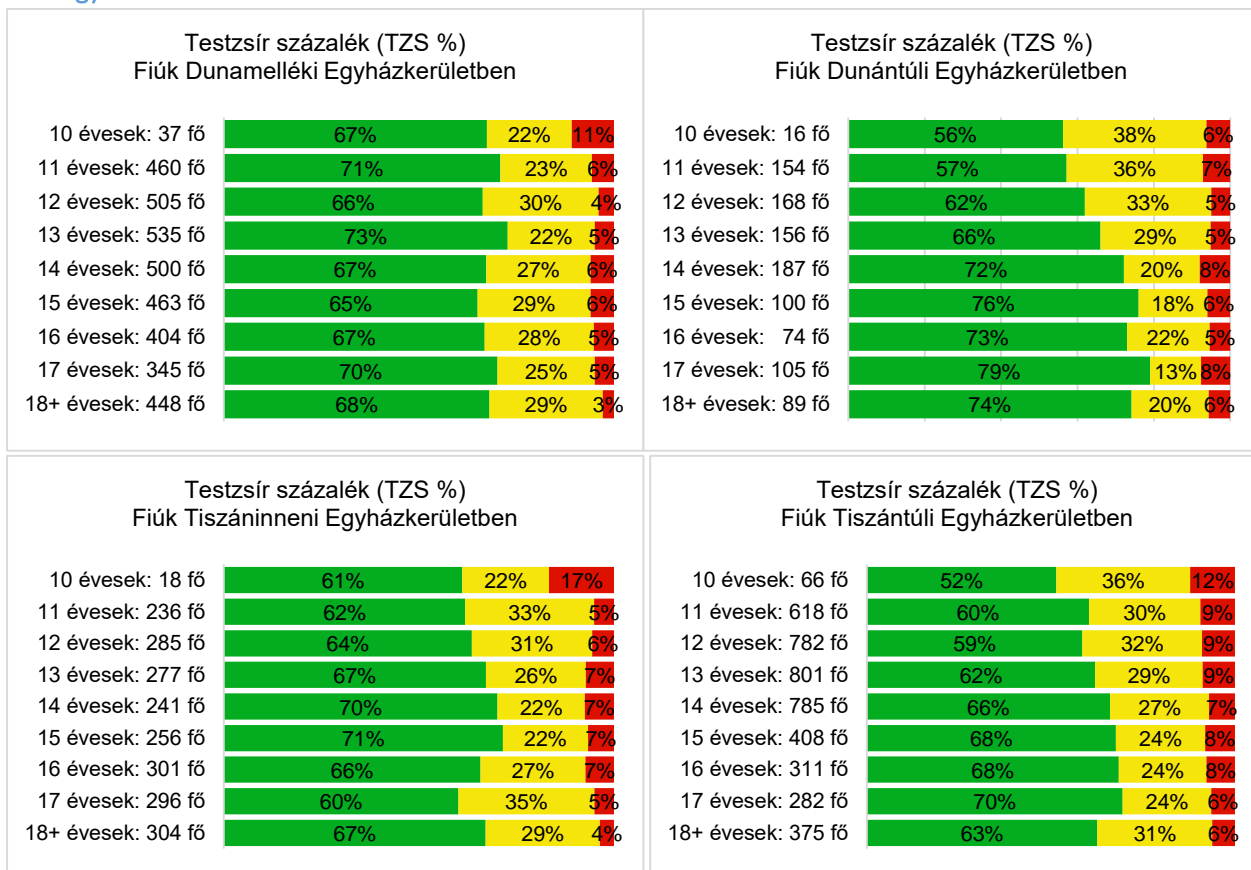 Testzsír százalék (TZS %)
Fiúk Dunamelléki Egyházkerületben
10 évesek: 37 fő 67% 22% 11%
11 évesek: 460 fő 71% 23% 6%
12 évesek: 505 fő 66% 30% 4%
13 évesek: 535 fő 73% 22% 5%
14 évesek: 500 fő 67% 27% 6%
15 évesek: 463 fő 65% 29% 6%
16 évesek: 404 fő 67% 28% 5%
17 évesek: 345 fő 70% 25% 5%
18+ évesek: 448 fő 68% 29% 3%
Testzsír százalék (TZS %)
Fiúk Dunántúli Egyházkerületben
10 évesek: 16 fő 56% 38% 6%
11 évesek: 154 fő 57% 36% 7%
12 évesek: 168 fő 62% 33% 5%
13 évesek: 156 fő 66% 29% 5%
14 évesek: 187 fő 72% 20% 8%
15 évesek: 100 fő 76% 18% 6%
16 évesek: 74 fő 73% 22% 5%
17 évesek: 105 fő 79% 13% 8%
18+ évesek: 89 fő 74% 20% 6%
Testzsír százalék (TZS %)
Fiúk Tiszáninneni Egyházkerületben
10 évesek: 18 fő 61% 22% 17%
11 évesek: 236 fő 62% 33% 5%
12 évesek: 285 fő 64% 31% 6%
13 évesek: 277 fő 67% 26% 7%
14 évesek: 241 fő 70% 22% 7%
15 évesek: 256 fő 71% 22% 7%
16 évesek: 301 fő 66% 27% 7%
17 évesek: 296 fő 60% 35% 5%
18+ évesek: 304 fő 67% 29% 4%
Testzsír százalék (TZS %)
Fiúk Tiszántúli Egyházkerületben
10 évesek: 66 fő 52% 36% 12%
11 évesek: 618 fő 60% 30% 9%
12 évesek: 782 fő 59% 32% 9%
13 évesek: 801 fő 62% 29% 9%
14 évesek: 785 fő 66% 27% 7%
15 évesek: 408 fő 68% 24% 8%
16 évesek: 311 fő 68% 24% 8%
17 évesek: 282 fő 70% 24% 6%
18+ évesek: 375 fő 63% 31% 6%